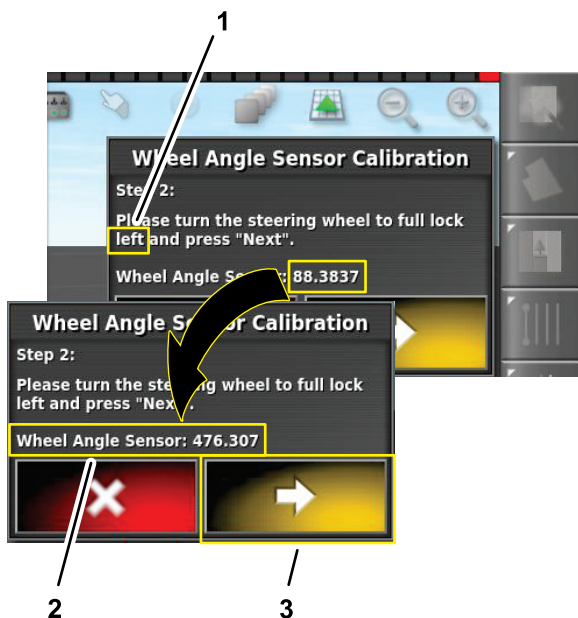 1
Wheel Angle Sensor Calibration
Step 2:
Please turn the steering wheel to full lock
left and press "Next".
Wheel Angle Sensor: 88.3837
Wheel Angle Sensor Calibration
Step 2:
Please turn the steering wheel to full lock
left and press "Next".
Wheel Angle Sensor: 476.307
2
3